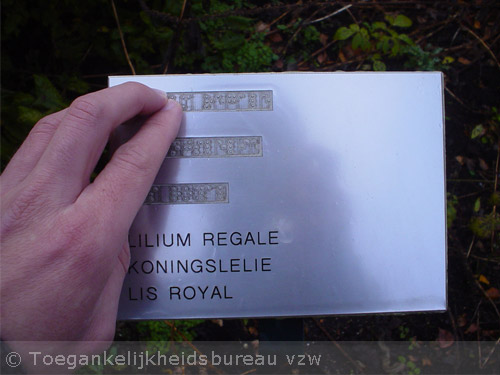 LILIUM REGALE
KONINGSLELIE
LIS ROYAL
© Toegankelijkheidsbureau vzw